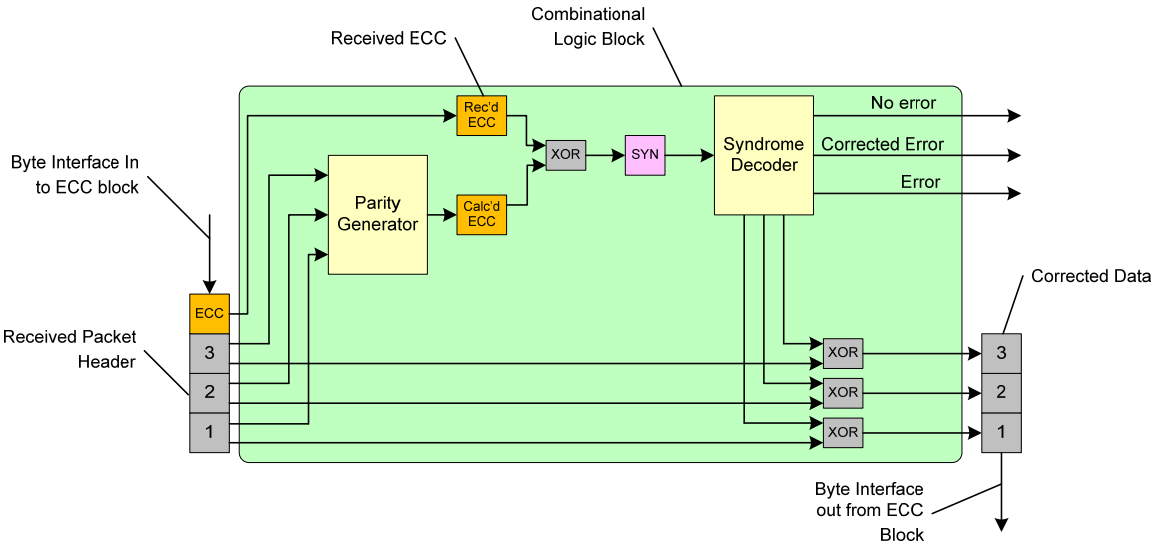 Combinational
Logic Block
Received ECC
Rec'd
ECC
No error
XOR
SYN
Syndrome
Decoder
Corrected Error
Byte Interface In
to ECC block
Error
Parity
Generator
Calc'd
ECC
Corrected Data
ECC
Received Packet
Header
3
XOR
3
2
XOR
2
1
XOR
1
Byte Interface
out from ECC
Block